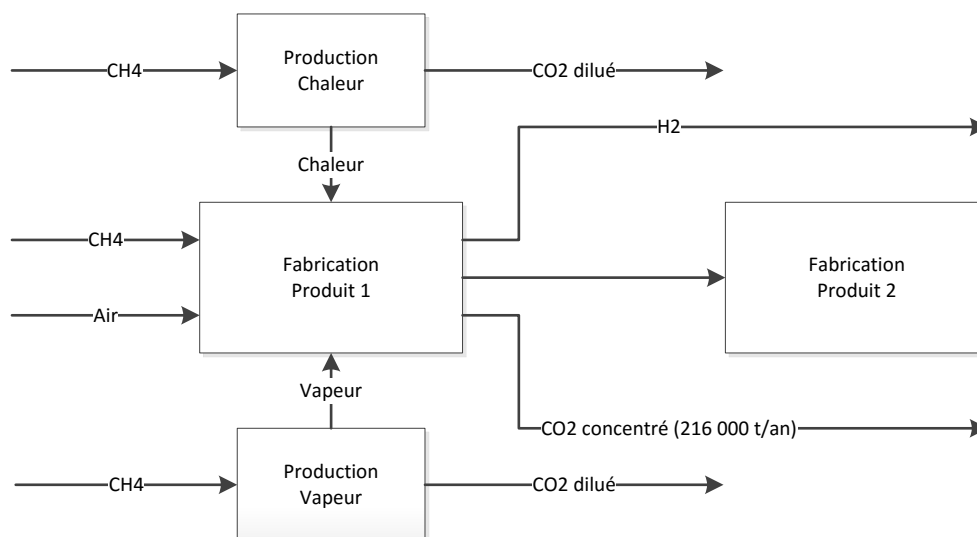 Production
Chaleur
CH4
CO2 dilué
H2
Chaleur
CH4
Fabrication
Produit 1
Fabrication
Produit 2
Air
Vapeur
CO2 concentré (216 000 t/an)
Production
Vapeur
CH4
CO2 dilué